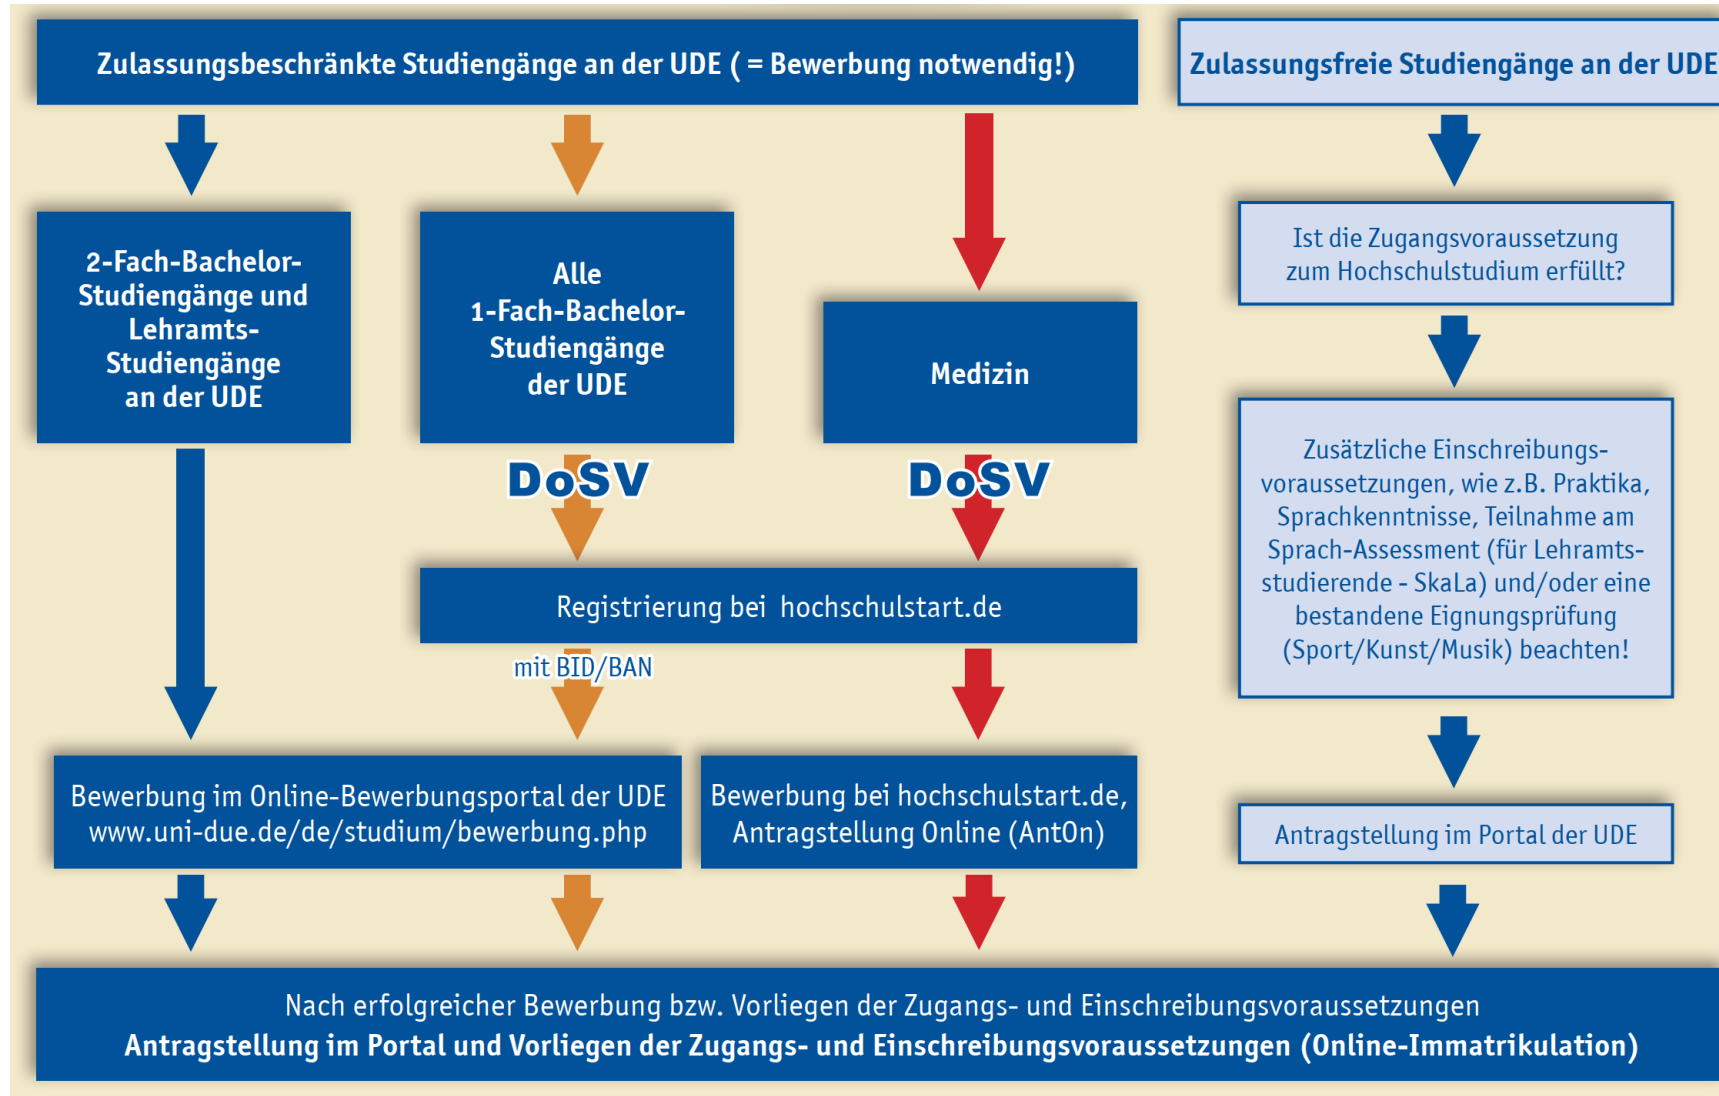 Zulassungsbeschränkte Studiengänge an der UDE ( = Bewerbung notwendig!)
Zulassungsfreie Studiengänge an der UDE
2-Fach-Bachelor-
Studiengänge und
Lehramts-
Studiengänge
an der UDE
Alle
1-Fach-Bachelor-
Studiengänge
der UDE
Medizin
Ist die Zugangsvoraussetzung
zum Hochschulstudium erfüllt?
DoSV
DoSV
Zusätzliche Einschreibungs-
voraussetzungen, wie z.B. Praktika,
Sprachkenntnisse, Teilnahme am
Sprach-Assessment (für Lehramts-
studierende - SkaLa) und/oder eine
bestandene Eignungsprüfung
(Sport/Kunst/Musik) beachten!
Registrierung bei hochschulstart.de
mit BID/BAN
Bewerbung im Online-Bewerbungsportal der UDE
www.uni-due.de/de/studium/bewerbung.php
Bewerbung bei hochschulstart.de,
Antragstellung Online (AntOn)
Antragstellung im Portal der UDE
Nach erfolgreicher Bewerbung bzw. Vorliegen der Zugangs- und Einschreibungsvoraussetzungen
Antragstellung im Portal und Vorliegen der Zugangs- und Einschreibungsvoraussetzungen (Online-Immatrikulation)